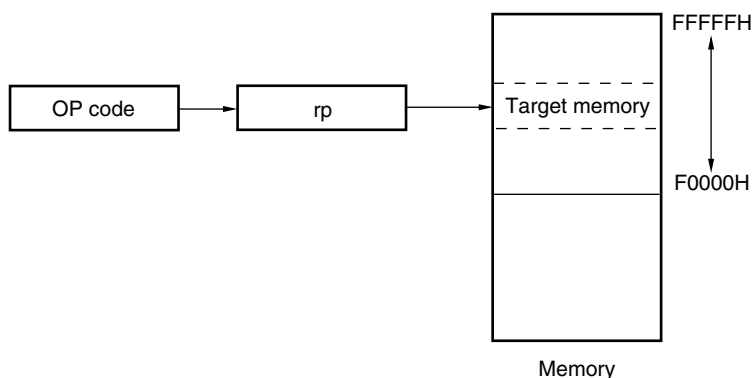 FFFFFH
OP code
rp
Target memory
F0000H
Memory